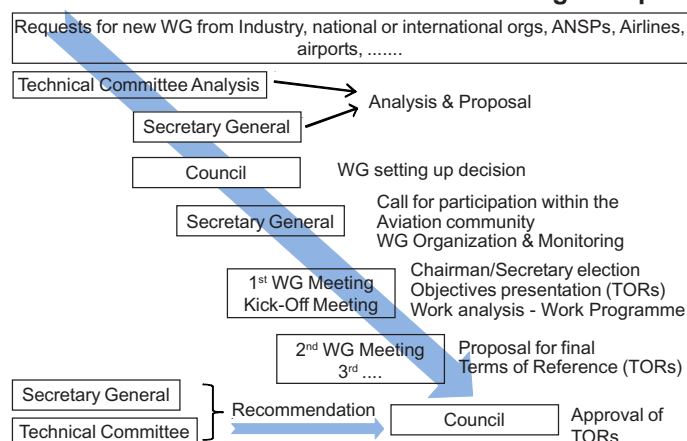 Requests for new WG from Industry, national or international orgs, ANSPs, Airlines,
airports, .......
Technical Committee Analysis
Analysis & Proposal
Secretary General
Council
WG setting up decision
Secretary General
Call for participation within the
Aviation community
WG Organization & Monitoring
1st WG Meeting
Kick-Off Meeting
Chairman/Secretary election
Objectives presentation (TORs)
Work analysis - Work Programme
2nd WG Meeting
3rd ....
Proposal for final
Terms of Reference (TORs)
Secretary General
Technical Committee
Recommendation
Council
Approval of
TORs